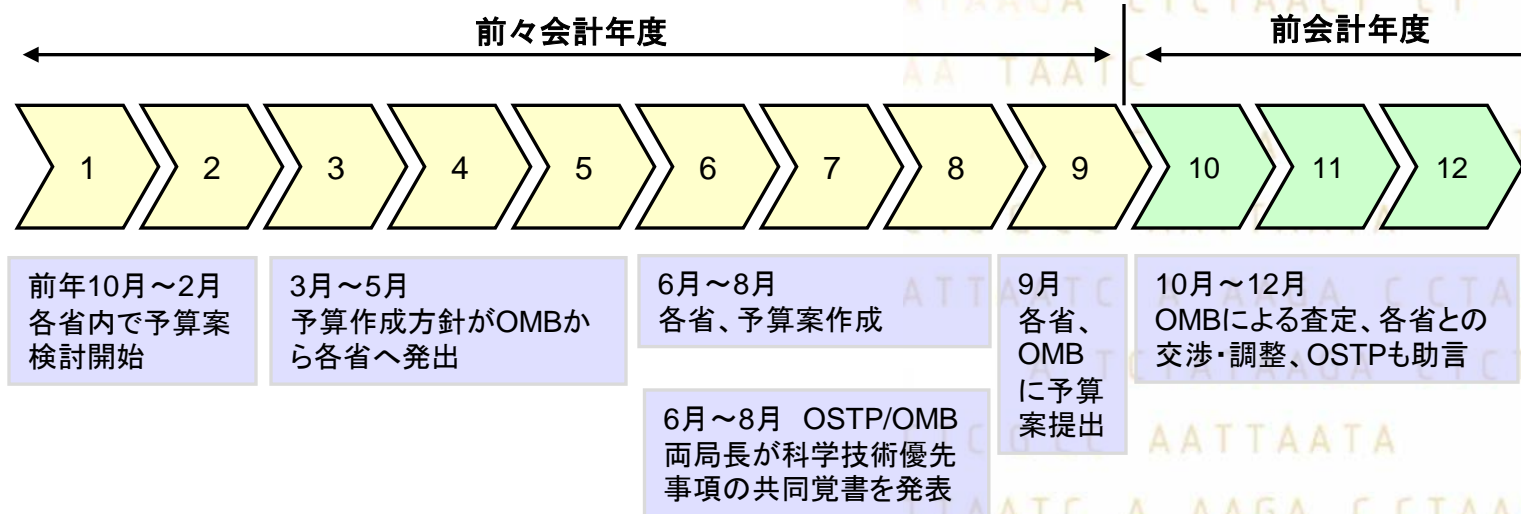 前々会計年度
前会計年度
1
2
3
4
5
6
7
8
9
10
11
12
前年10月～2月
各省内で予算案
検討開始
3月～5月
予算作成方針がOMBか
ら各省へ発出
6月～8月
各省、予算案作成
6月～8月　OSTP/OMB
両局長が科学技術優先
事項の共同覚書を発表
9月
各省、
OMB
に予算
案提出
10月～12月
OMBによる査定、各省との
交渉・調整、OSTPも助言
AA TAATC
AATTAATA